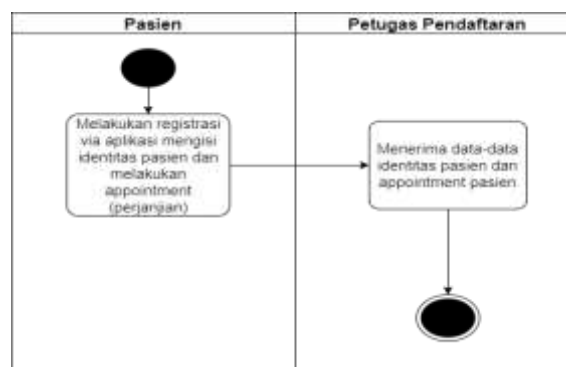 Pasien
Petugas Pendaftaran
Melakukan registrasi
via aplikasi mengisi
identitas pasien dan
melakukan
appointment
(perjanjian)
Menerima data-data
identitas pasien dan
appointment pasien